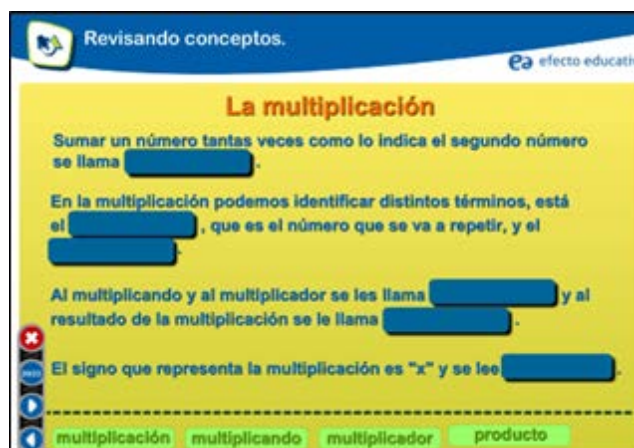 Revisando conceptos.
efecto educativ
La multiplicación
Sumar un número tantas veces como lo indica el segundo número
se llama .
En la multiplicación podemos identificar distintos términos, está
el , que es el número que se va a repetir, y el
.
Al multiplicando y al multiplicador se les llama y al
resultado de la multiplicación se le llama .
El signo que representa la multiplicación es "x" y se lee .
multiplicación multiplicando multiplicador producto